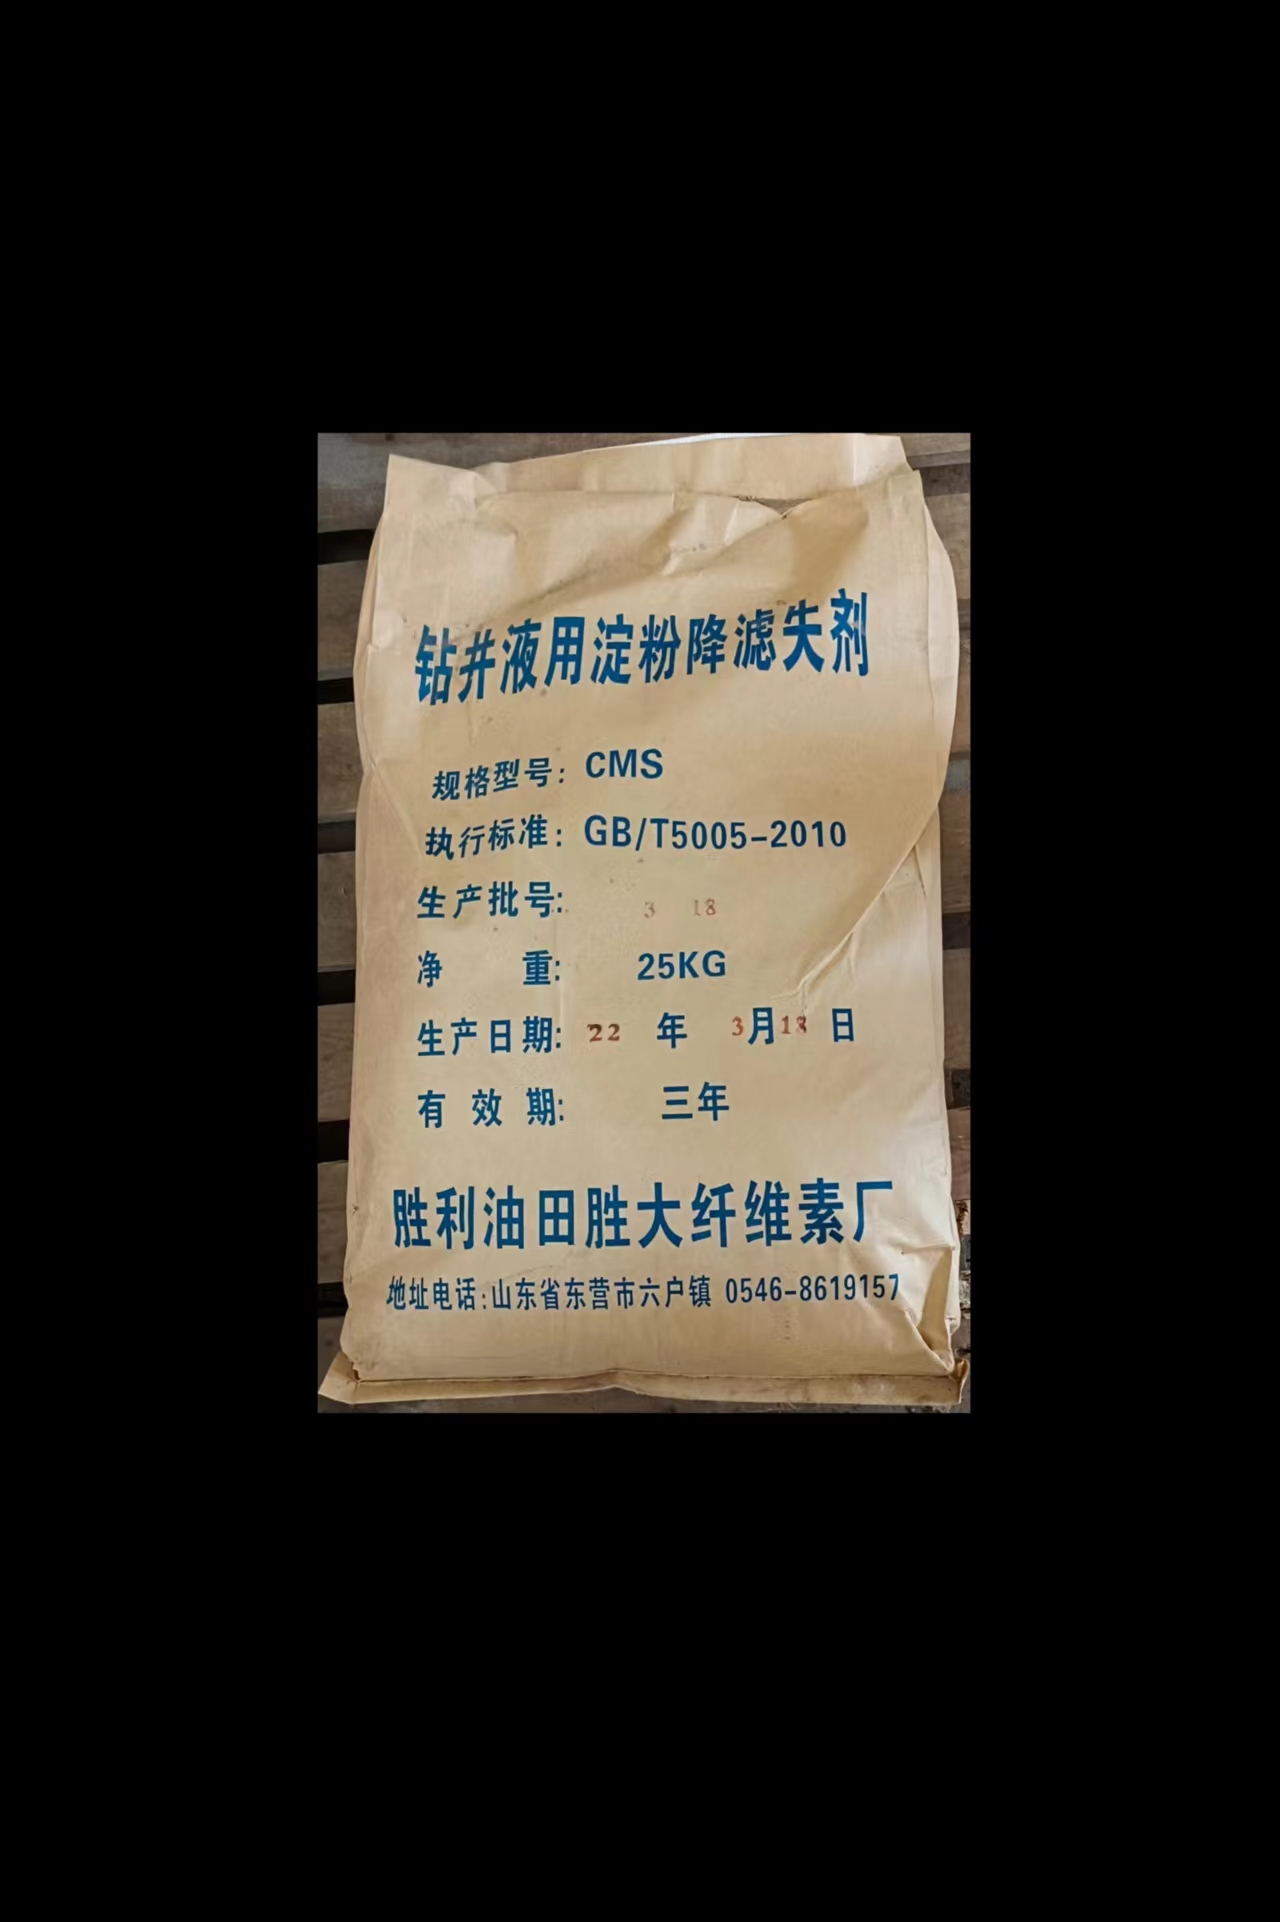 钻井液用淀粉降滤失剂
规格型号: CMS
执行标准: GB/T5005-2010
生产批号: 3 18
净 重: 25KG
生产日期: 22 年 3月18 日
有效期: 三年
胜利油田胜大纤维素厂
地址电话:山东省东营市六户镇 0546-8619157